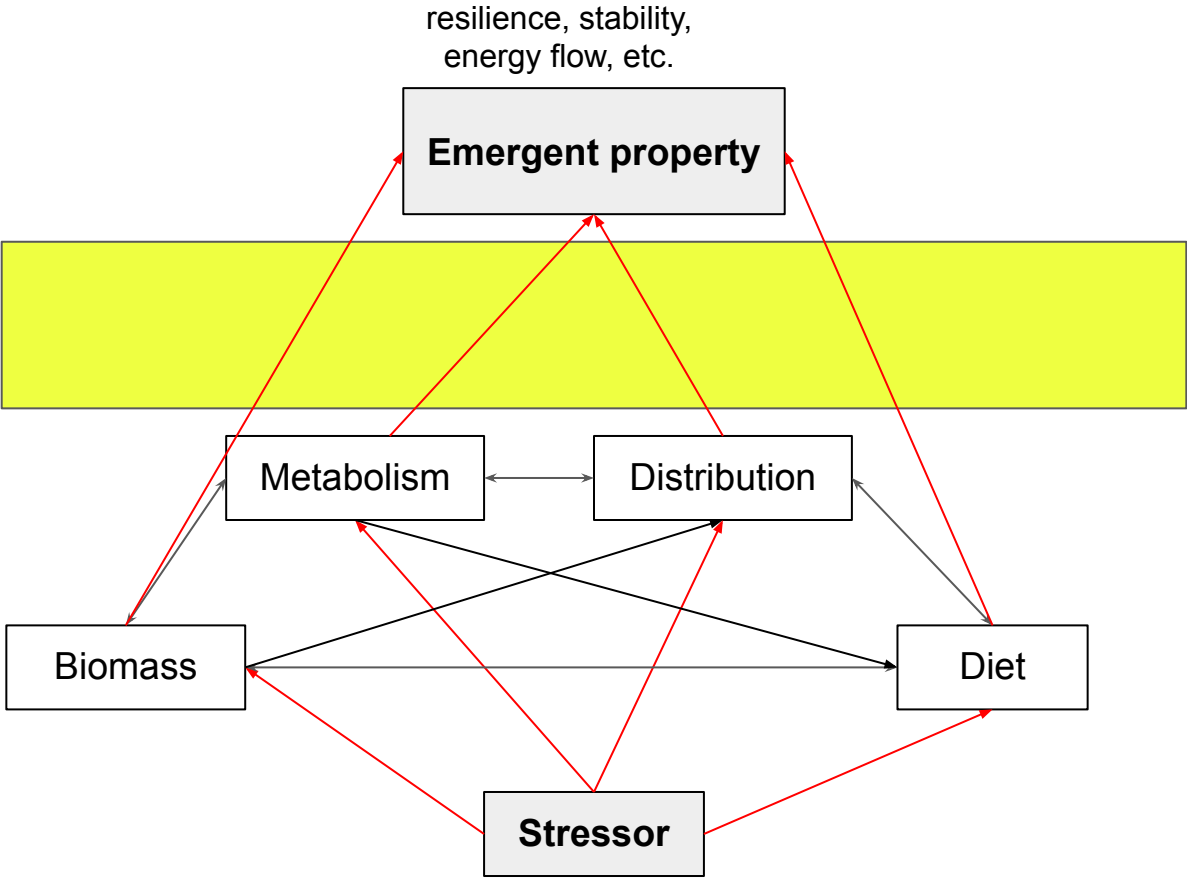 resilience, stability,
energy flow, etc.
Emergent property
Metabolism
Distribution
Biomass
Diet
Stressor